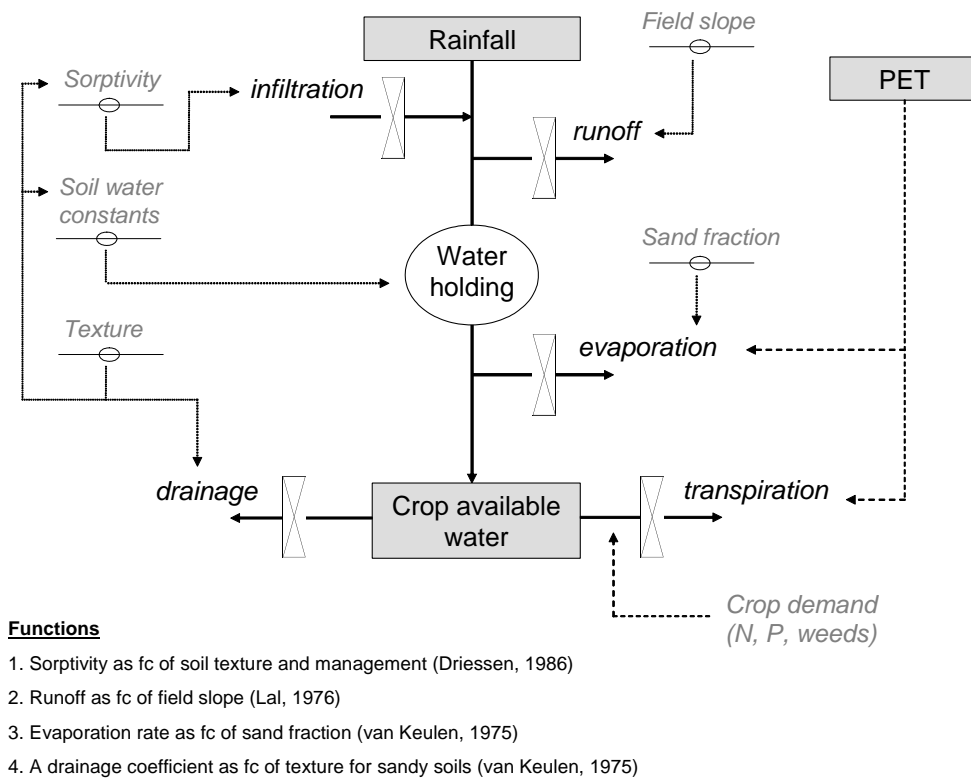 Field slope
Rainfall
Sorptivity
infiltration
PET
runoff
Soil water
constants
Sand fraction
Water
holding
Texture
evaporation
drainage
Crop available
water
transpiration
Crop demand
(N, P, weeds)
Functions
1. Sorptivity as fc of soil texture and management (Driessen, 1986)
2. Runoff as fc of field slope (Lal, 1976)
3. Evaporation rate as fc of sand fraction (van Keulen, 1975)
4. A drainage coefficient as fc of texture for sandy soils (van Keulen, 1975)